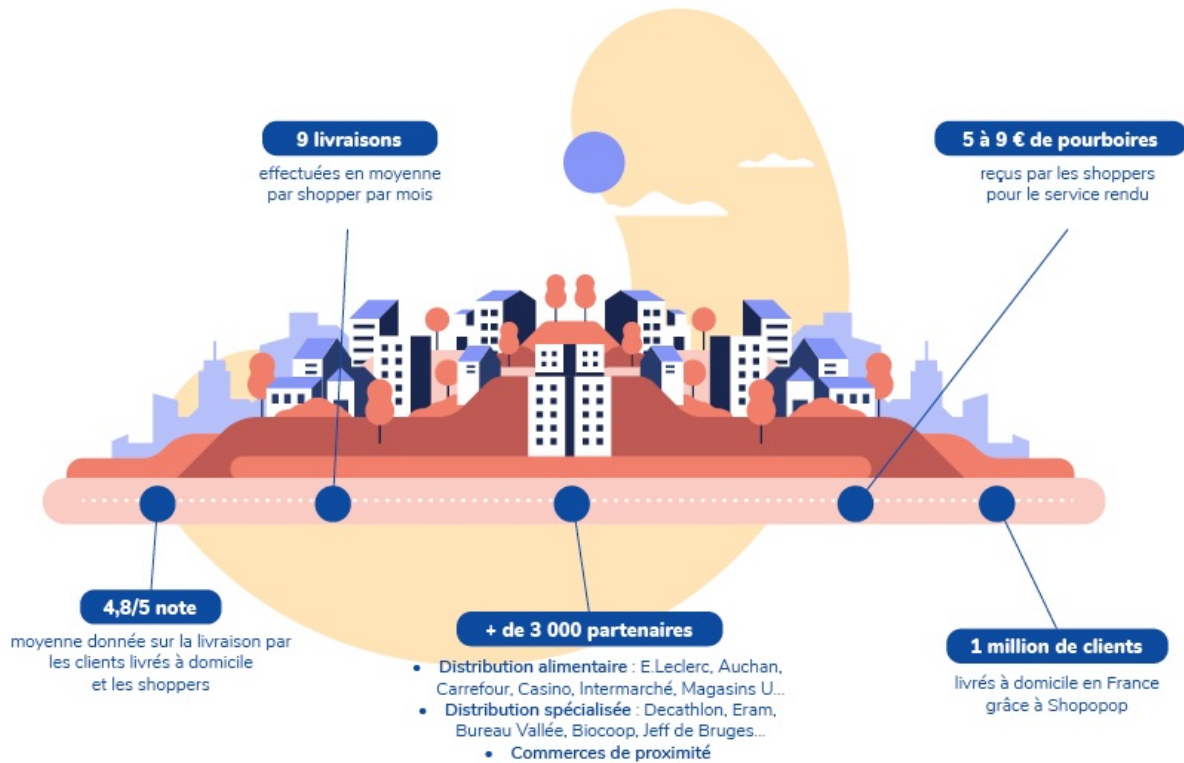 9 livraisons
effectuées en moyenne
par shopper par mois
5 à 9 € de pourboires
reçus par les shoppers
pour le service rendu
4,8/5 note
moyenne donnée sur la livraison par
les clients livrés à domicile
et les shoppers
+ de 3 000 partenaires
• Distribution alimentaire : E.Leclerc, Auchan,
Carrefour, Casino, Intermarché, Magasins U...
• Distribution spécialisée : Decathlon, Eram,
Bureau Vallée, Biocoop, Jeff de Bruges...
• Commerces de proximité
1 million de clients
livrés à domicile en France
grâce à Shopopop